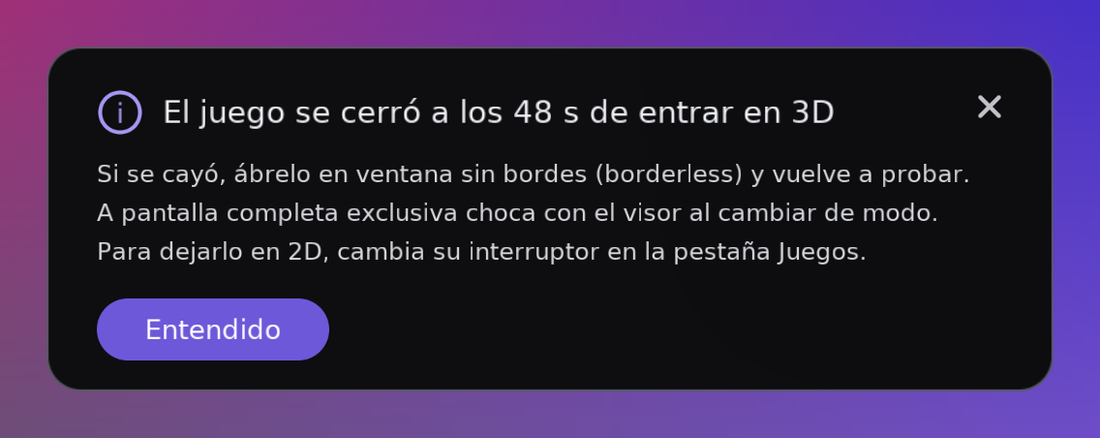 El juego se cerró a los 48 s de entrar en 3D
Si se cayó, ábrelo en ventana sin bordes (borderless) y vuelve a probar.
A pantalla completa exclusiva choca con el visor al cambiar de modo.
Para dejarlo en 2D, cambia su interruptor en la pestaña Juegos.
Entendido